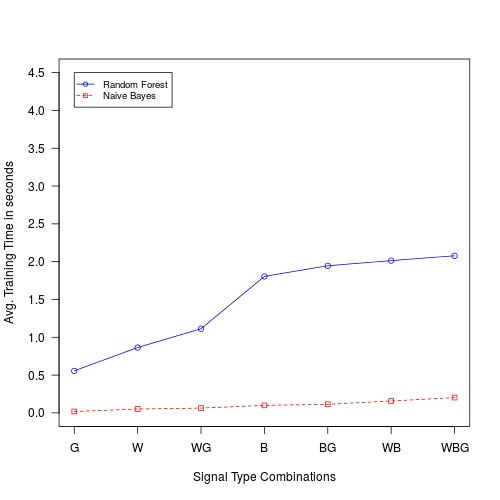 4.5
4.0
3.5
3.0
2.5
2.0
1.5
1.0
0.5
0.0
Avg. Training Time in seconds
Random Forest
Naive Bayes
G W WG B BG WB WBG
Signal Type Combinations